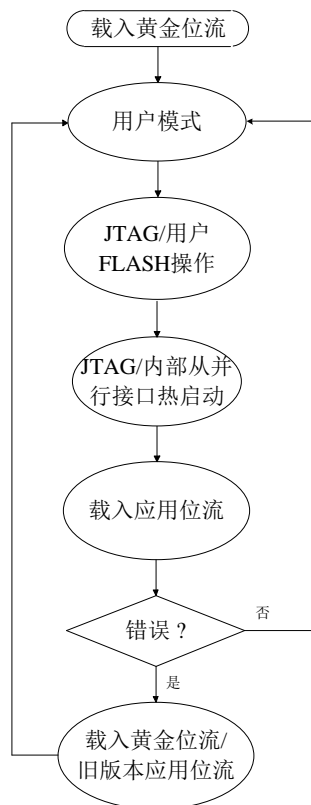 载入黄金位流
用户模式
JTAG/用户
FLASH操作
JTAG/内部从并
行接口热启动
载入应用位流
错误？
否
是
载入黄金位流/
旧版本应用位流